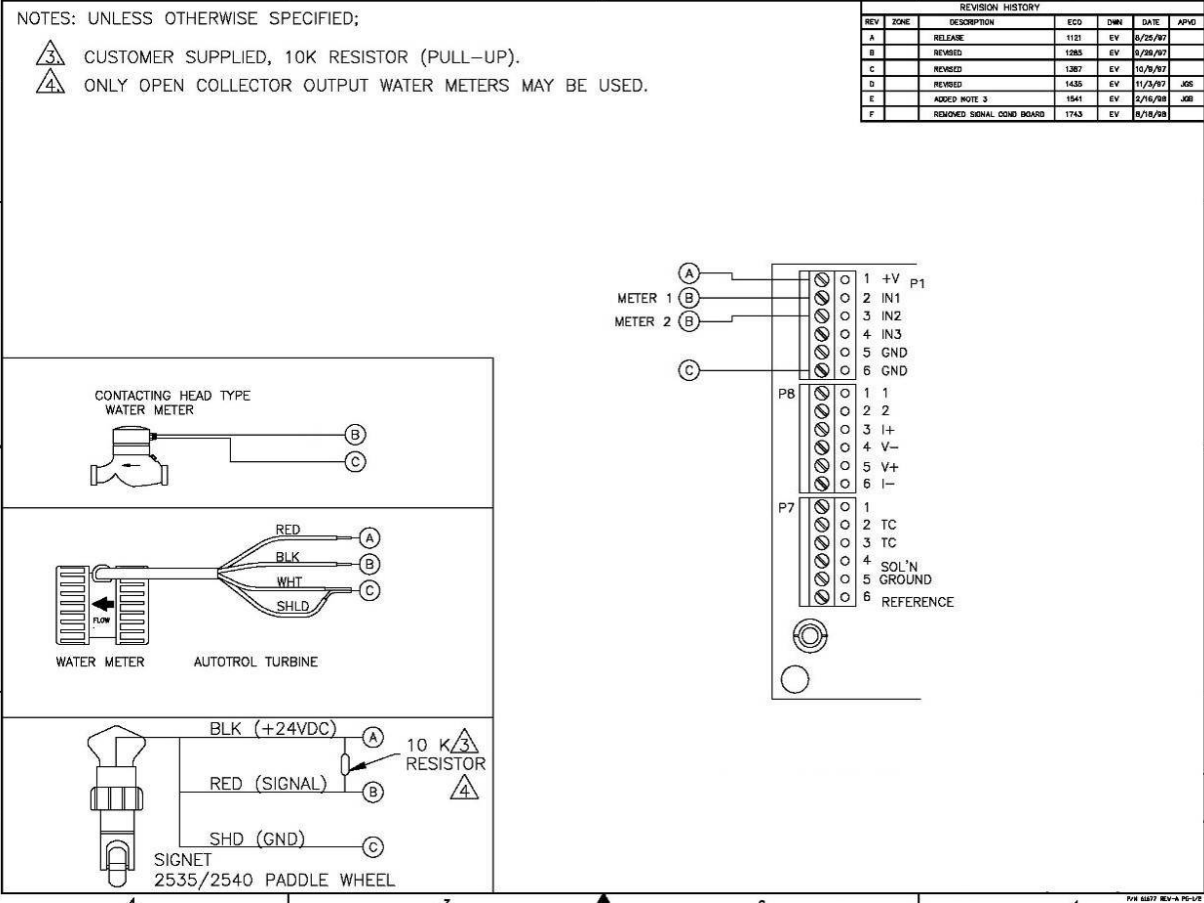 NOTES: UNLESS OTHERWISE SPECIFIED;
3 CUSTOMER SUPPLIED, 10K RESISTOR (PULL-UP).
4 ONLY OPEN COLLECTOR OUTPUT WATER METERS MAY BE USED.
REVISION HISTORY
REV ZONE DESCRIPTION ECO DWN DATE APVD
A RELEASE 1121 EV 8/25/97
B REVISED 1285 EV 9/29/97
C REVISED 1387 EV 10/9/97
D REVISED 1435 EV 11/3/97 JGS
E ADDED NOTE 3 1541 EV 2/16/98
F REMOVED SIGNAL COND BOARD 1743 EV 8/18/98
A
METER 1 B
METER 2 B
C
1 +V P1
2 IN1
3 IN2
4 IN3
5 GND
6 GND
P8 1 1
2 2
3 I+
4 V-
5 V+
6 I-
P7 1
2 TC
3 TC
4 SOL'N
5 GROUND
6 REFERENCE
CONTACTING HEAD TYPE
WATER METER
B
C
RED A
BLK B
WHT C
SHLD
FLOW
WATER METER AUTOTROL TURBINE
BLK (+24VDC) A
10 K 3
RESISTOR
4
RED (SIGNAL) B
SHD (GND) C
SIGNET
2535/2540 PADDLE WHEEL